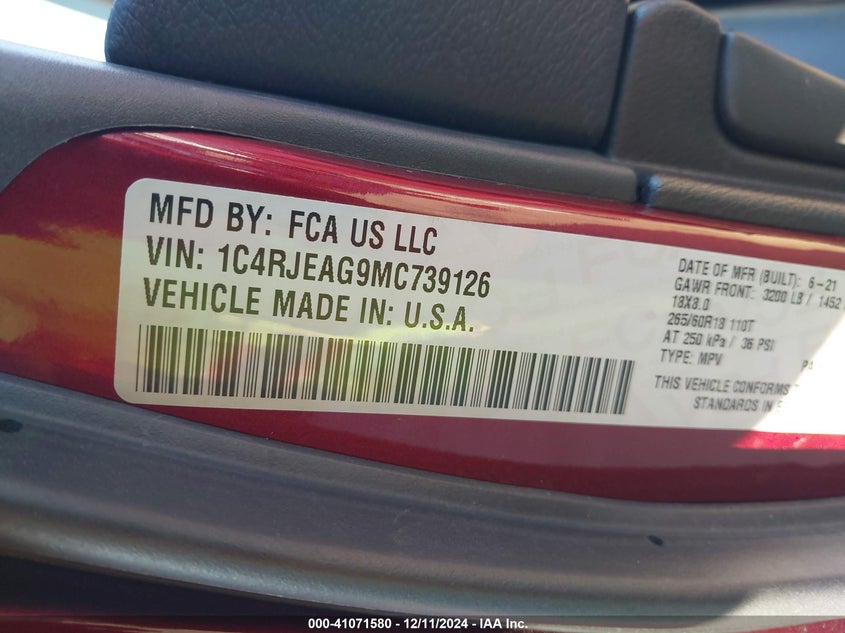 MFD BY: FCA US LLC
VIN: 1C4RJEAG9MC739126
VEHICLE MADE IN: U.S.A.
DATE OF MFR (BUILT): 6-21
GAWR FRONT: 3200 LB / 1452
18X8.0
265/60R18 110T
AT 250 kPa / 36 PSI
TYPE: MPV
THIS VEHICLE CONFORMS
STANDARDS IN
000-41071580 - 12/11/2024 - IAA Inc.